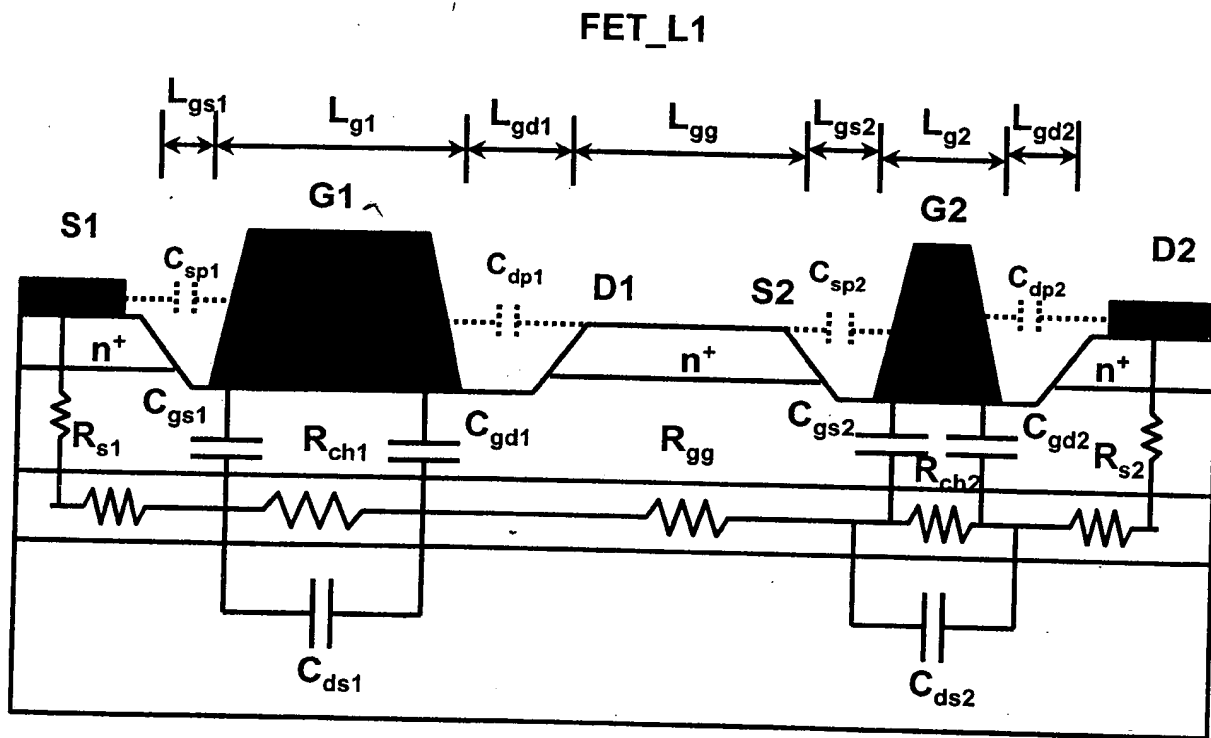 FET_L1
Lgs1 Lg1 Lgd1 Lgg Lgs2 Lg2 Lgd2
S1 G1 G2 D2
Csp1 Cdp1 D1 S2 Csp2 Cdp2
n+ n+ n+
Cgs1 Cgd1 Cgs2 Cgd2
Rs1 Rch1 Rgg Rch2 Rs2
Cds1 Cds2